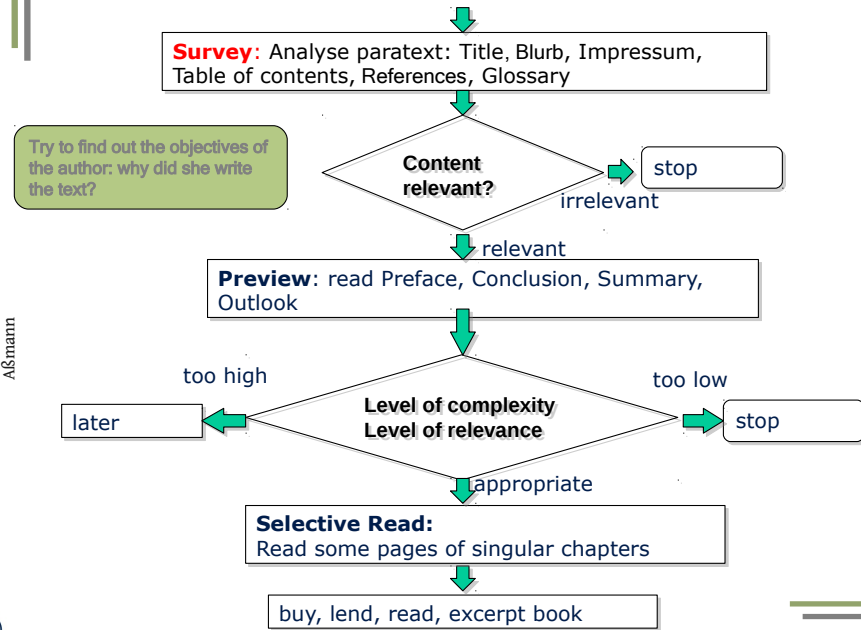 Survey: Analyse paratext: Title, Blurb, Impressum,
Table of contents, References, Glossary
Try to find out the objectives of
the author: why did she write
the text?
Content
relevant?
stop
irrelevant
relevant
Preview: read Preface, Conclusion, Summary,
Outlook
Aßmann
too high
too low
Level of complexity
Level of relevance
later
stop
appropriate
Selective Read:
Read some pages of singular chapters
buy, lend, read, excerpt book